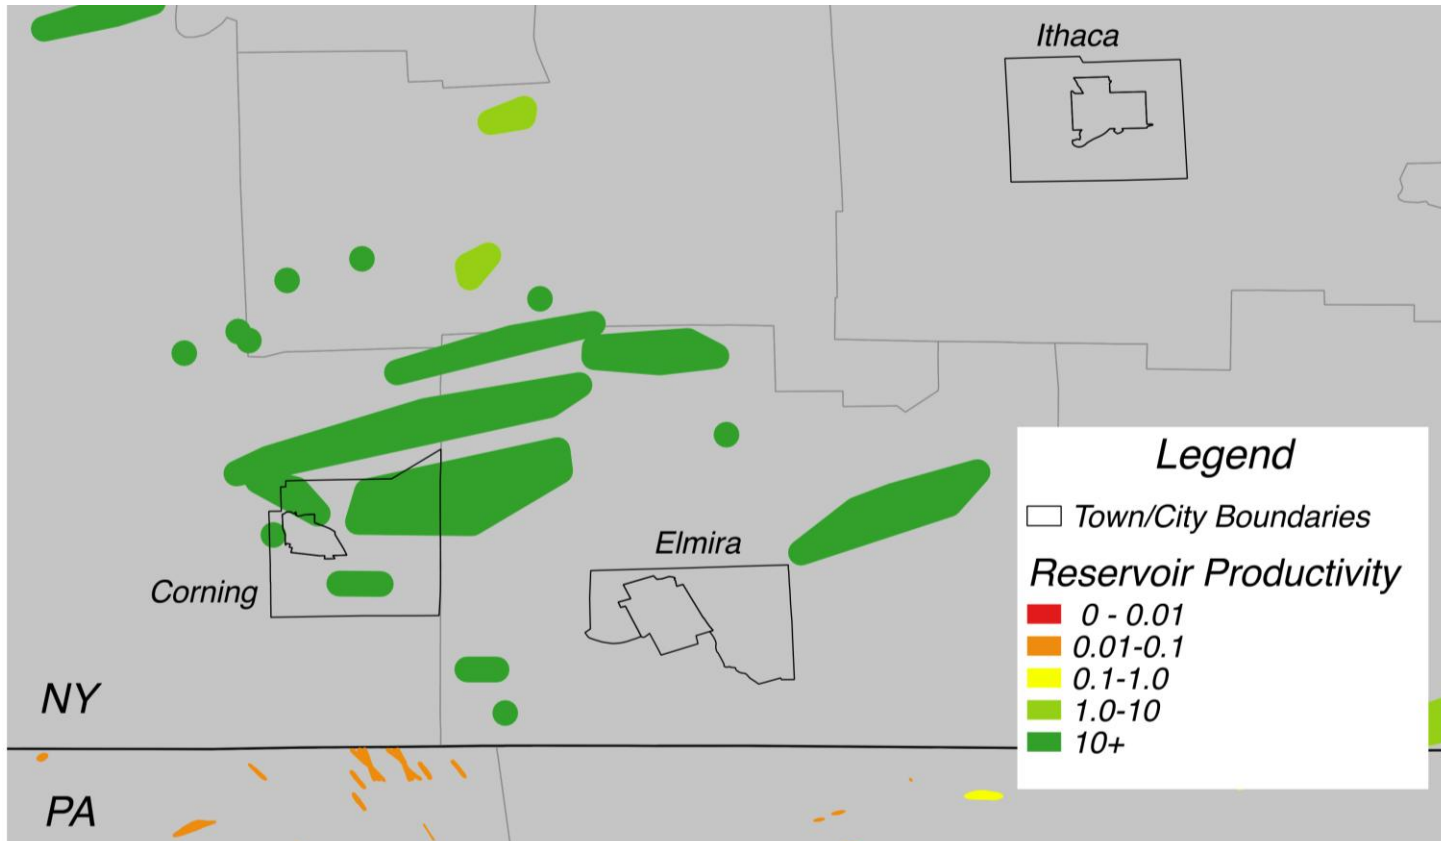 Ithaca
Elmira
Corning
NY
PA
Legend
Town/City Boundaries
Reservoir Productivity
0 - 0.01
0.01-0.1
0.1-1.0
1.0-10
10+